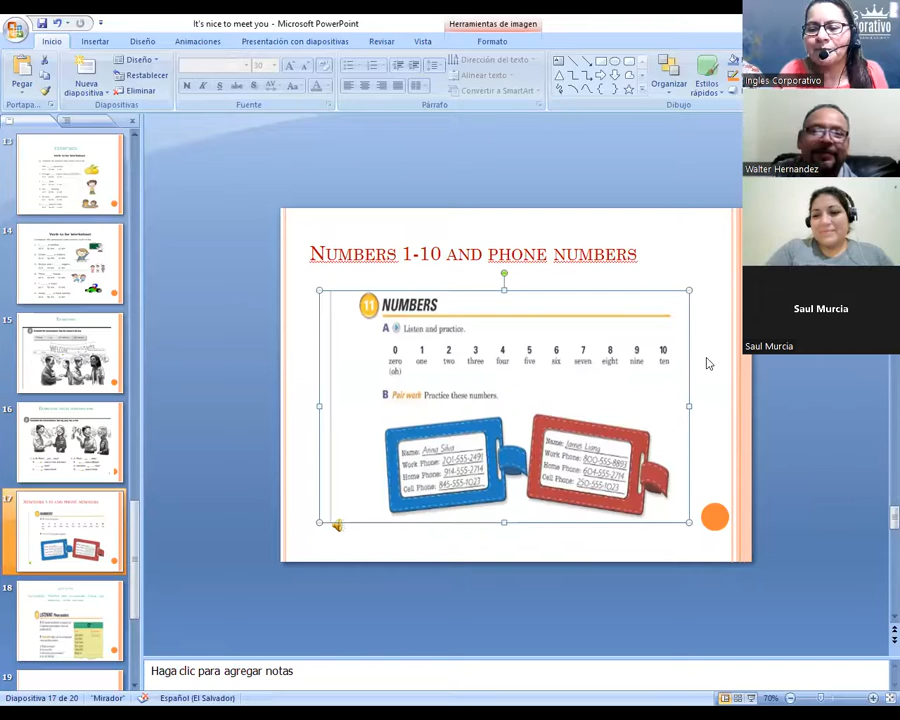 It's nice to meet you - Microsoft PowerPoint
Herramientas de imagen
Inicio
Insertar
Diseño
Animaciones
Presentación con diapositivas
Revisar
Vista
Formato
Pegar
Nueva
diapositiva
Diseño
Restablecer
Eliminar
30
Dirección del texto
Alinear texto
Convertir a SmartArt
Organizar
Estilos
rápidos
Portapa...
Diapositivas
Fuente
Párrafo
Dibujo
Inglés Corporativo
Walter Hernandez
Saul Murcia
Saul Murcia
13
14
15
16
17
18
19
NUMBERS 1-10 AND PHONE NUMBERS
11 NUMBERS
A Listen and practice.
0 1 2 3 4 5 6 7 8 9 10
zero one two three four five six seven eight nine ten
(oh)
B Pair work Practice these numbers.
Name: Anna Silva
Work Phone: 201-555-2491
Home Phone: 914-555-2714
Cell Phone: 845-555-1023
Name: James Liang
Work Phone: 800-555-8893
Home Phone: 604-555-2714
Cell Phone: 250-555-1023
Haga clic para agregar notas
Diapositiva 17 de 20
"Mirador"
Español (El Salvador)
70%